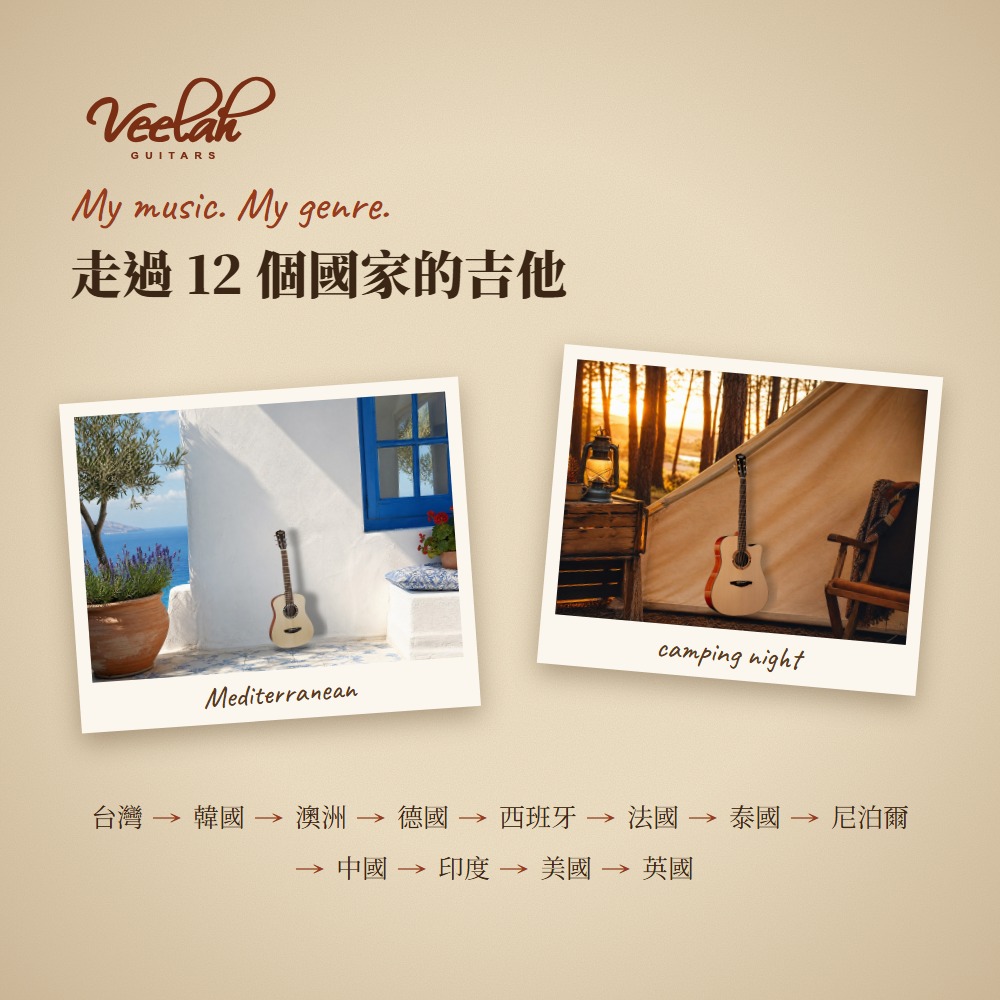 Veelah
GUITARS
My music. My genre.
走過 12 個國家的吉他
Mediterranean
camping night
台灣 → 韓國 → 澳洲 → 德國 → 西班牙 → 法國 → 泰國 → 尼泊爾
→ 中國 → 印度 → 美國 → 英國